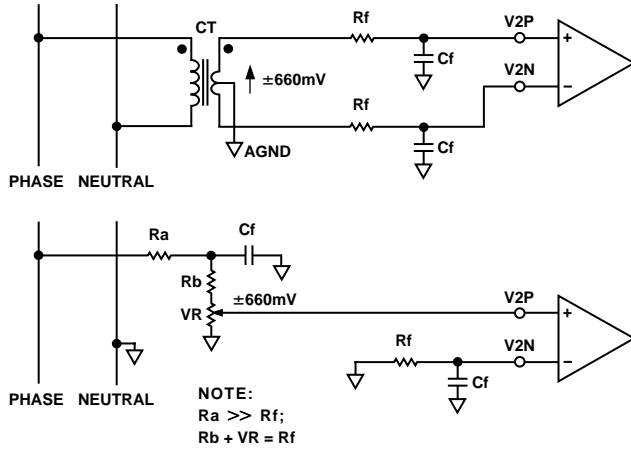 CT
Rf
V2P
Cf
+
±660mV
V2N
Rf
−
AGND
Cf
PHASE NEUTRAL
Ra
Cf
Rb
±660mV
VR
V2P
+
Rf
V2N
−
Cf
PHASE NEUTRAL
NOTE:
Ra >> Rf;
Rb + VR = Rf